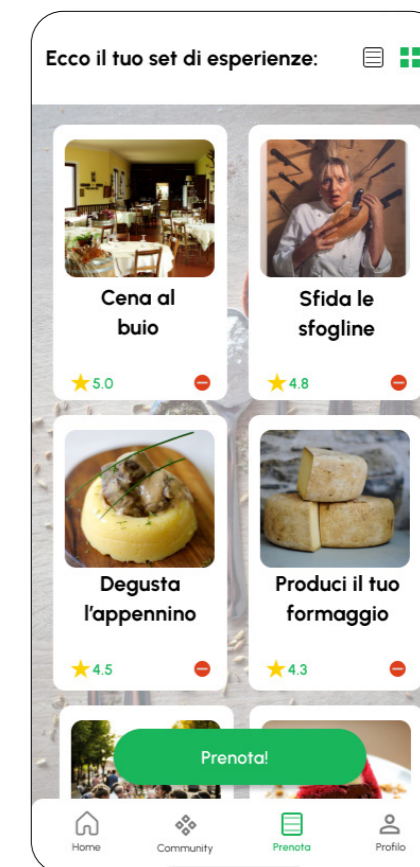 Ecco il tuo set di esperienze:
Cena al
buio
5.0
Sfida le
sfogline
4.8
Degusta
l'appennino
4.5
Produci il tuo
formaggio
4.3
Prenota!
Home
Community
Prenota
Profilo